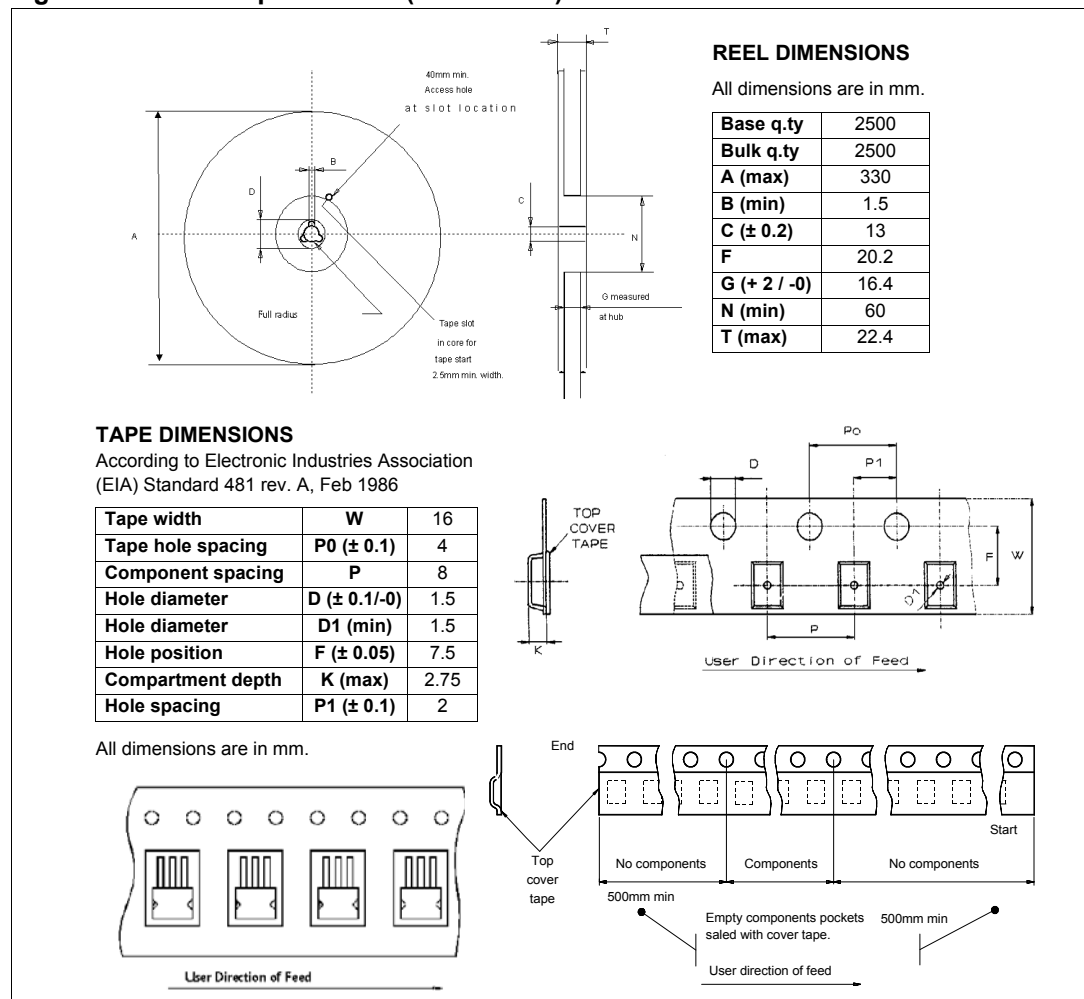 T
40mm min.
Access hole
at slot location
B
D
C
A
N
G measured
at hub
Full radius
Tape slot
in core for
tape start
2.5mm min. width.
REEL DIMENSIONS
All dimensions are in mm.
Base q.ty 2500
Bulk q.ty 2500
A (max) 330
B (min) 1.5
C (± 0.2) 13
F 20.2
G (+ 2 / -0) 16.4
N (min) 60
T (max) 22.4
TAPE DIMENSIONS
According to Electronic Industries Association
(EIA) Standard 481 rev. A, Feb 1986
Tape width W 16
Tape hole spacing P0 (± 0.1) 4
Component spacing P 8
Hole diameter D (± 0.1/-0) 1.5
Hole diameter D1 (min) 1.5
Hole position F (± 0.05) 7.5
Compartment depth K (max) 2.75
Hole spacing P1 (± 0.1) 2
All dimensions are in mm.
TOP
COVER
TAPE
K
P0
D
P1
F
W
D1
P
User Direction of Feed
User Direction of Feed
End
Start
Top
cover
tape
No components
Components
No components
500mm min
Empty components pockets
saled with cover tape.
500mm min
User direction of feed